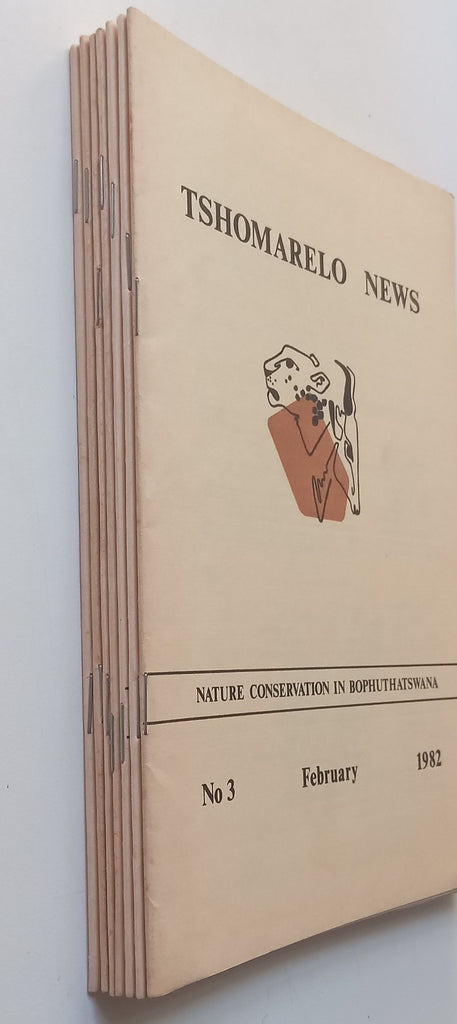 TSHOMARELO NEWS
NATURE CONSERVATION IN BOPHUTHATSWANA
No 3 February 1982